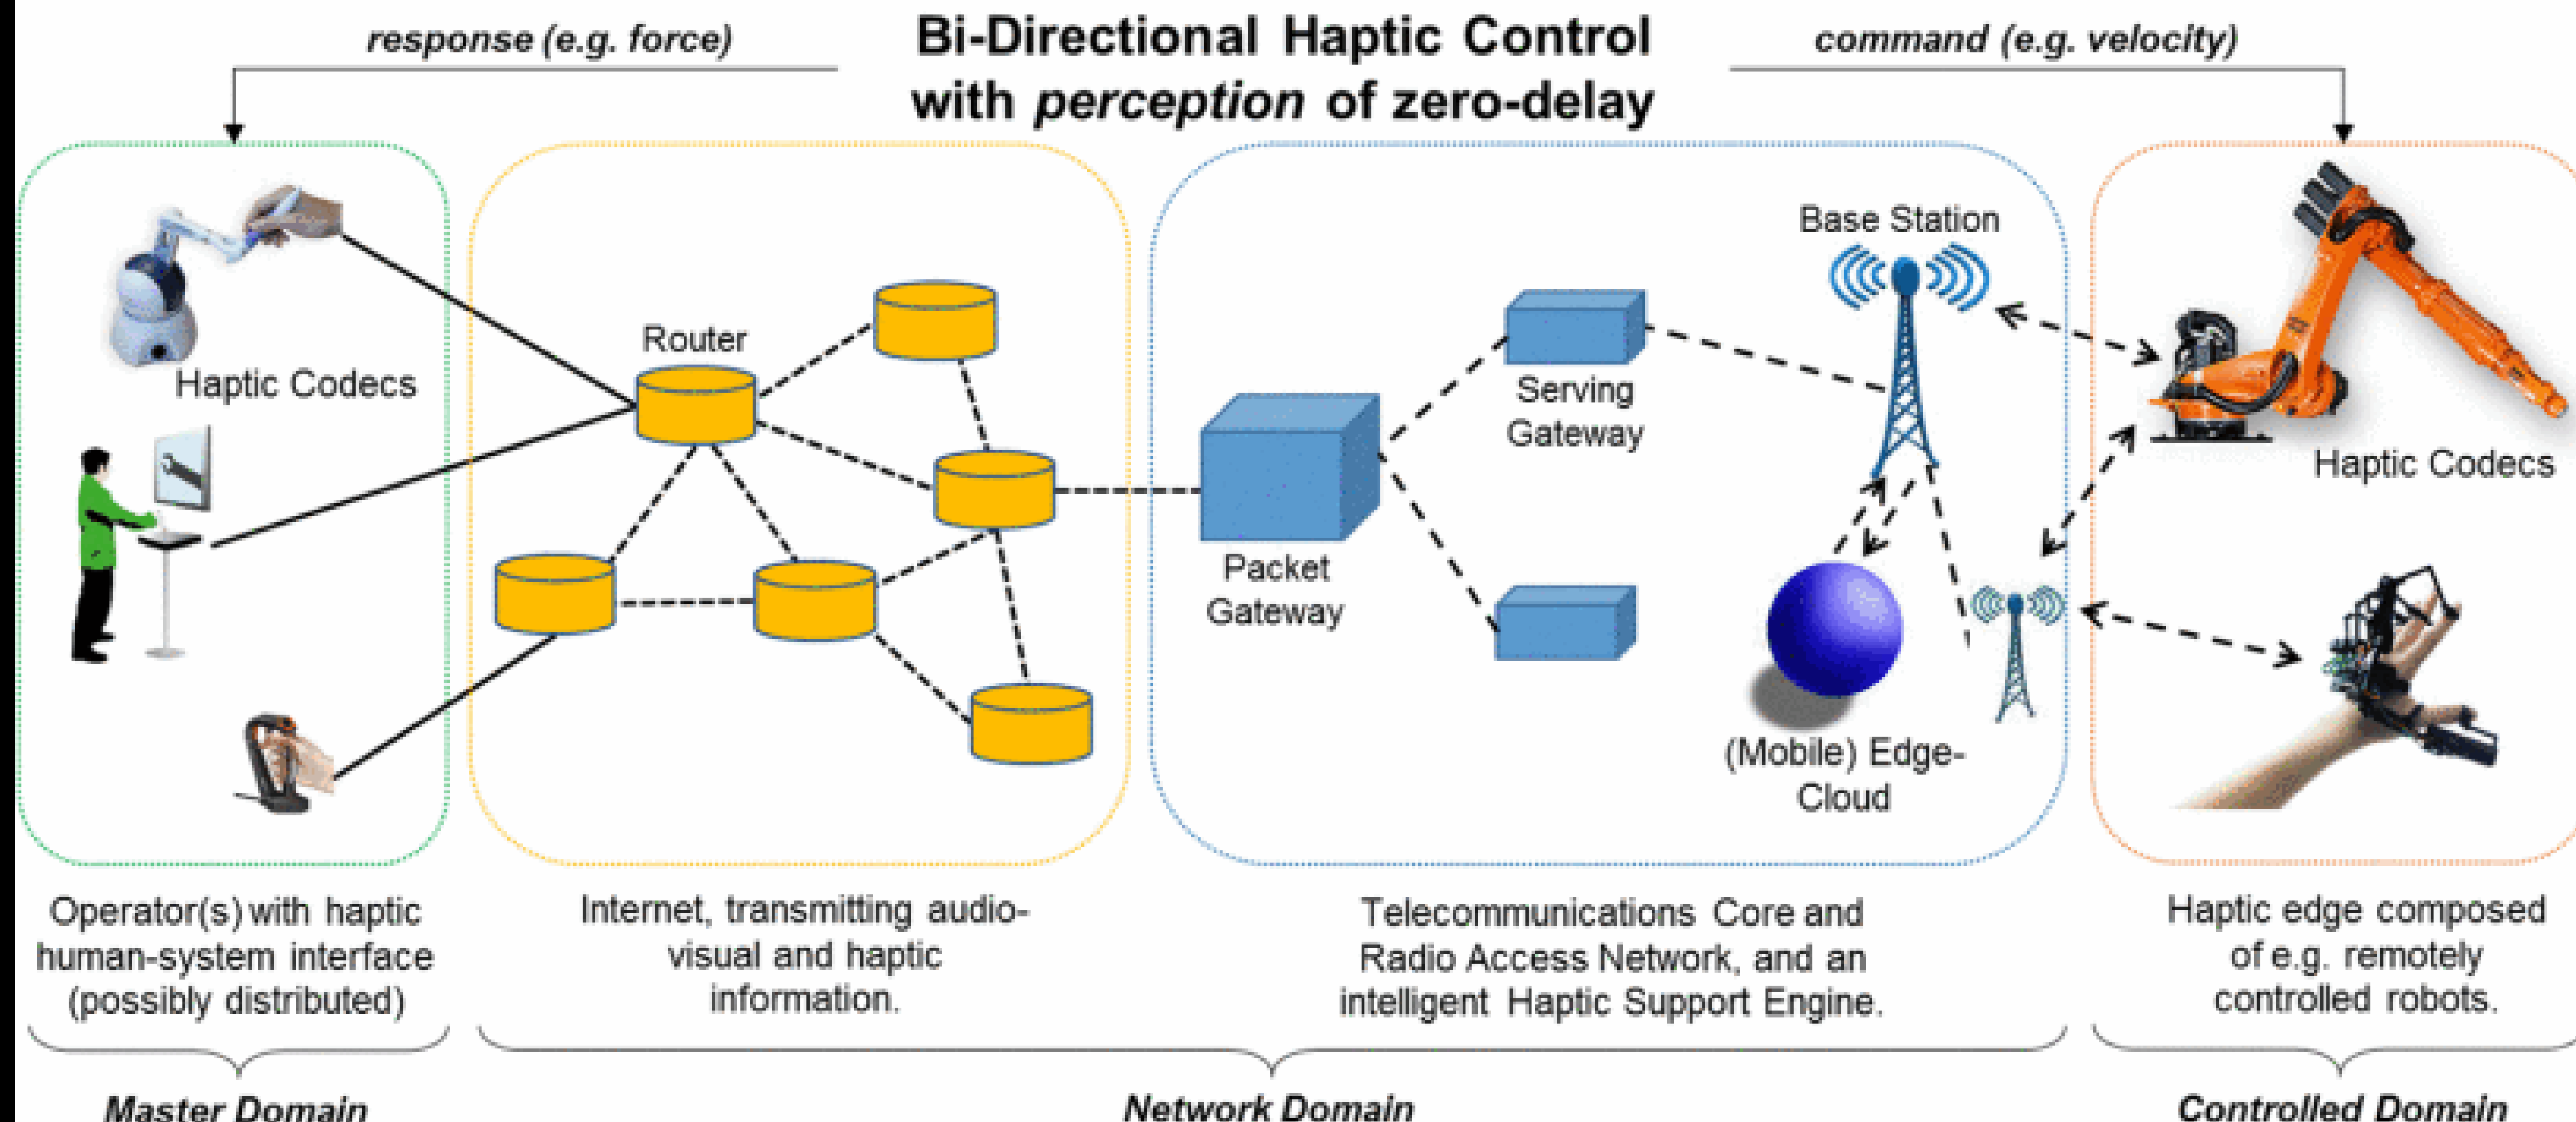 response (e.g. force)
Bi-Directional Haptic Control
with perception of zero-delay
command (e.g. velocity)
Haptic Codecs
Router
Packet
Gateway
Serving
Gateway
Base Station
(Mobile) Edge-
Cloud
Haptic Codecs
Operator(s) with haptic
human-system interface
(possibly distributed)
Internet, transmitting audio-
visual and haptic
information.
Telecommunications Core and
Radio Access Network, and an
intelligent Haptic Support Engine.
Haptic edge composed
of e.g. remotely
controlled robots.
Master Domain
Network Domain
Controlled Domain